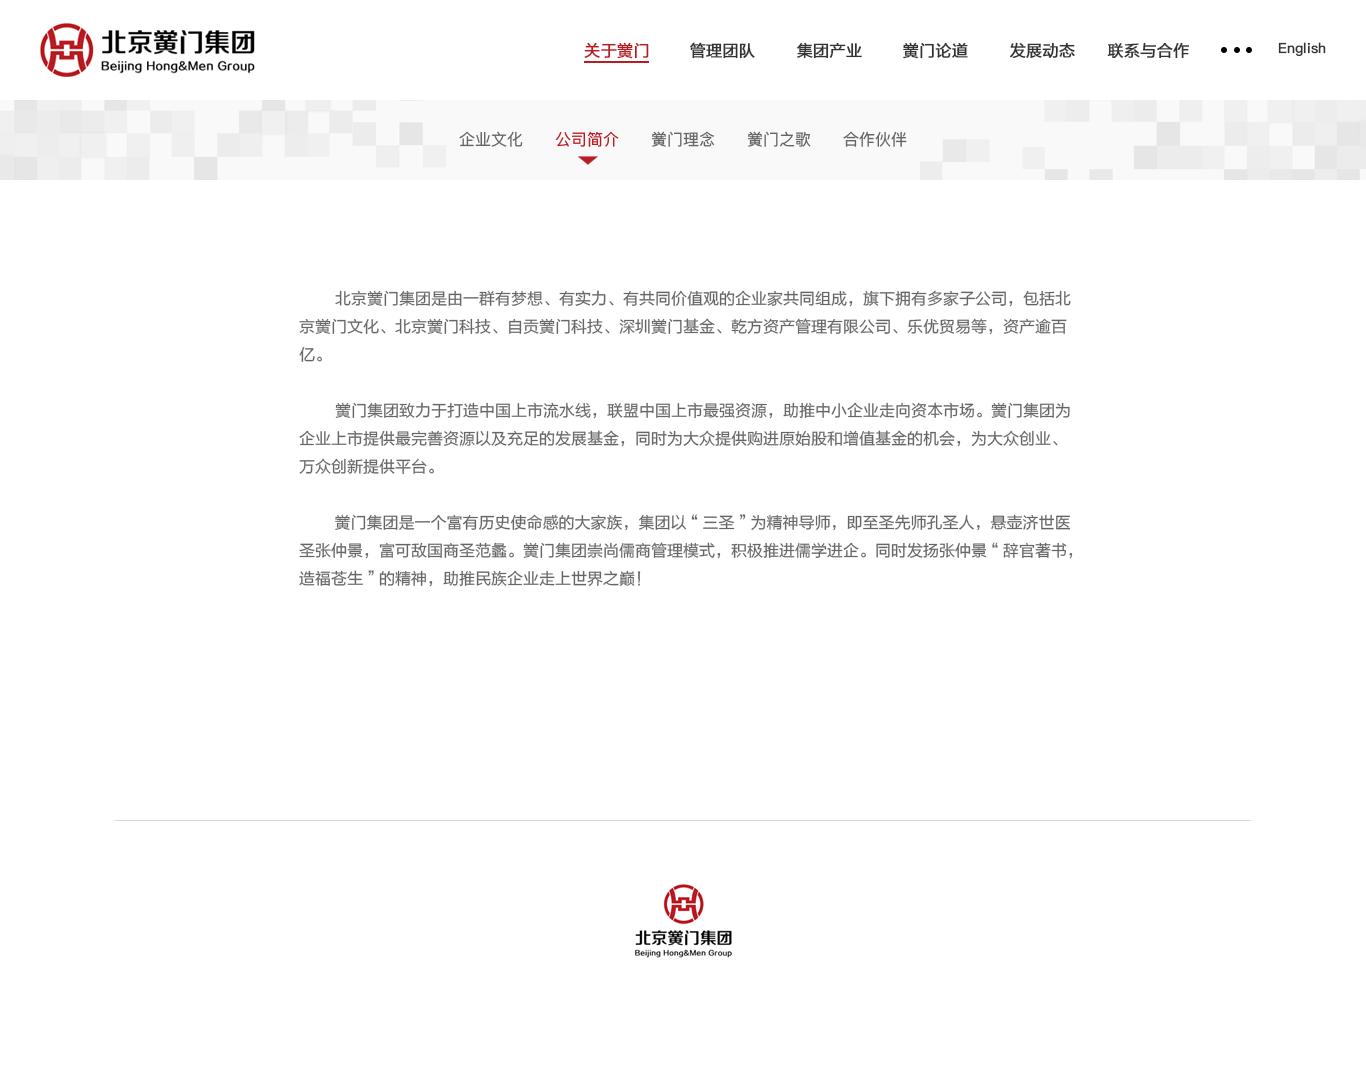 北京黉门集团
Beijing Hong&Men Group
关于黉门 管理团队 集团产业 黉门论道 发展动态 联系与合作 ••• English
企业文化 公司简介 黉门理念 黉门之歌 合作伙伴
北京黉门集团是由一群有梦想、有实力、有共同价值观的企业家共同组成，旗下拥有多家子公司，包括北
京黉门文化、北京黉门科技、自贡黉门科技、深圳黉门基金、乾方资产管理有限公司、乐优贸易等，资产逾百
亿。
黉门集团致力于打造中国上市流水线，联盟中国上市最强资源，助推中小企业走向资本市场。黉门集团为
企业上市提供最完善资源以及充足的发展基金，同时为大众提供购进原始股和增值基金的机会，为大众创业、
万众创新提供平台。
黉门集团是一个富有历史使命感的大家族，集团以“三圣”为精神导师，即至圣先师孔圣人，悬壶济世医
圣张仲景，富可敌国商圣范蠡。黉门集团崇尚儒商管理模式，积极推进儒学进企。同时发扬张仲景“辞官著书，
造福苍生”的精神，助推民族企业走上世界之巅！
北京黉门集团
Beijing Hong&Men Group